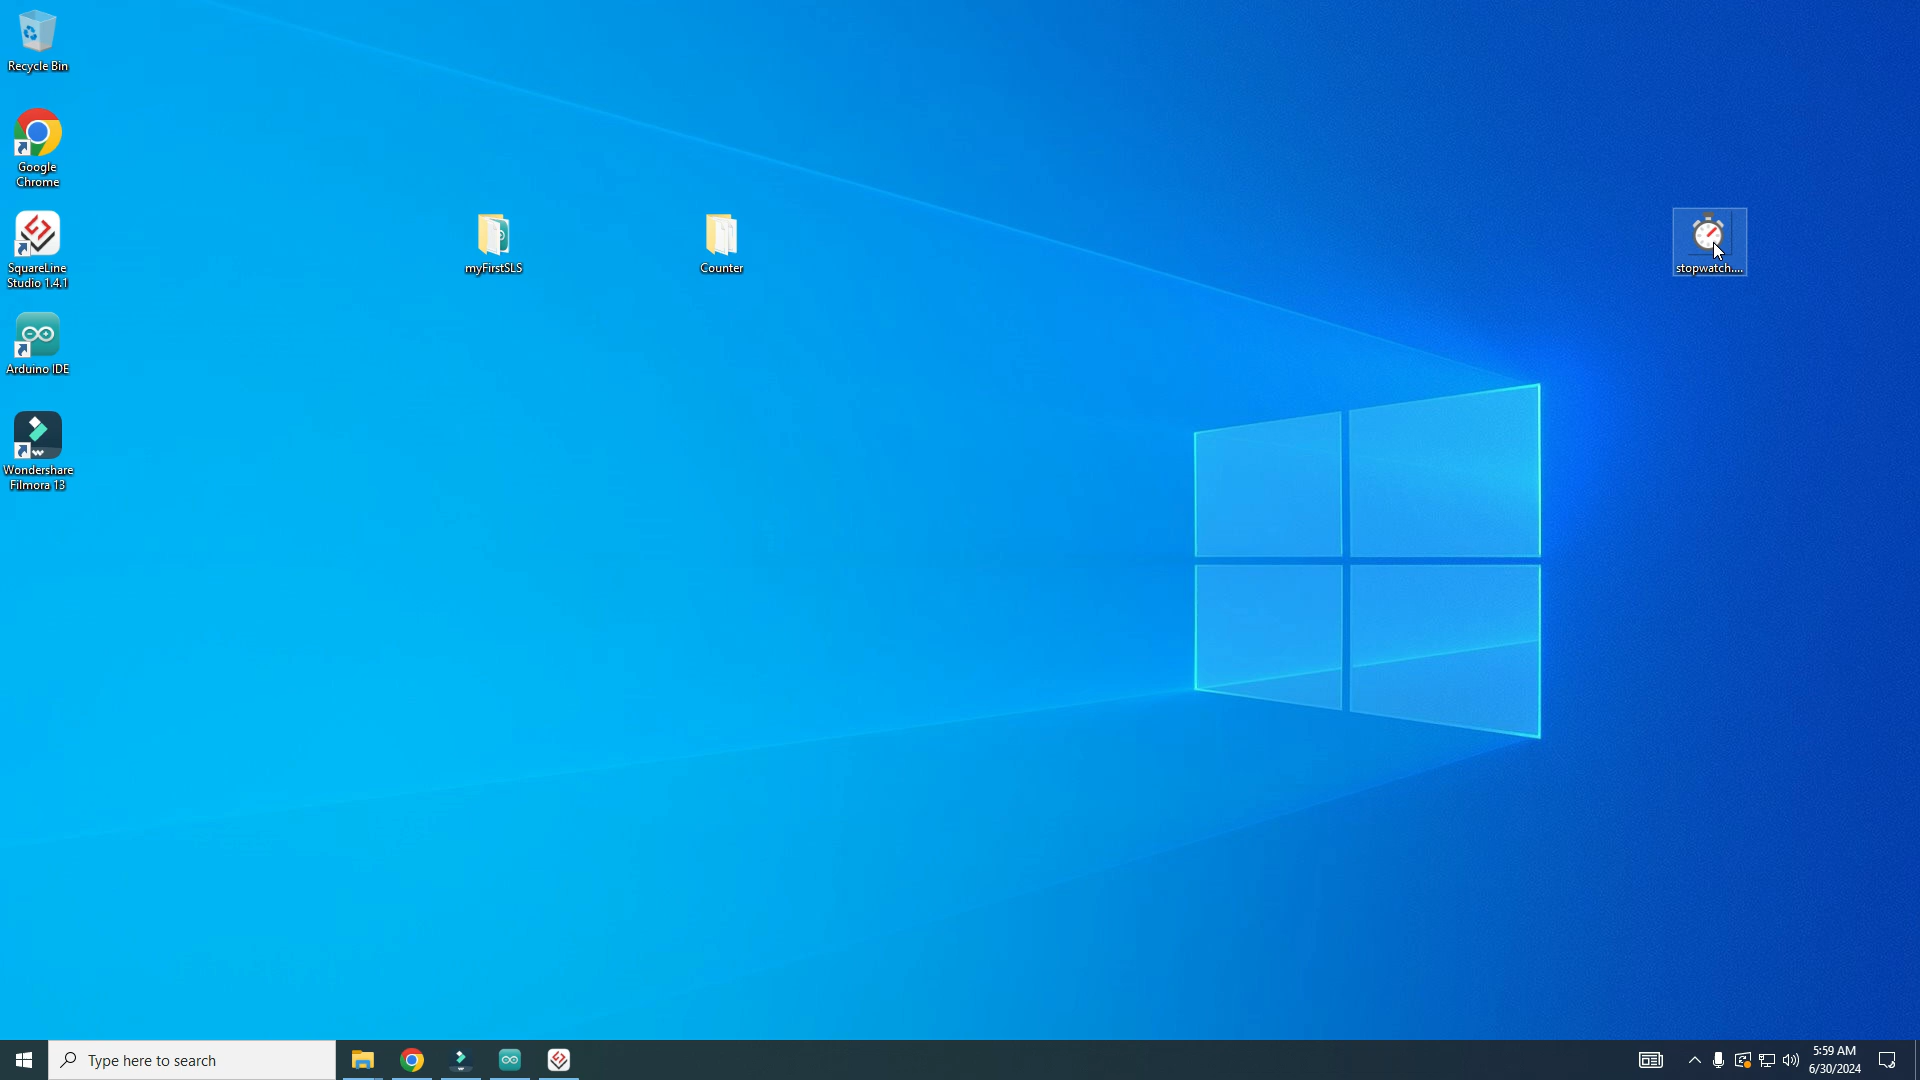 Recycle Bin
Google
Chrome
SquareLine
Studio 1.4.1
Arduino IDE
Wondershare
Filmora 13
myFirstSLS
Counter
stopwatch....
Type here to search
5:59 AM
6/30/2024